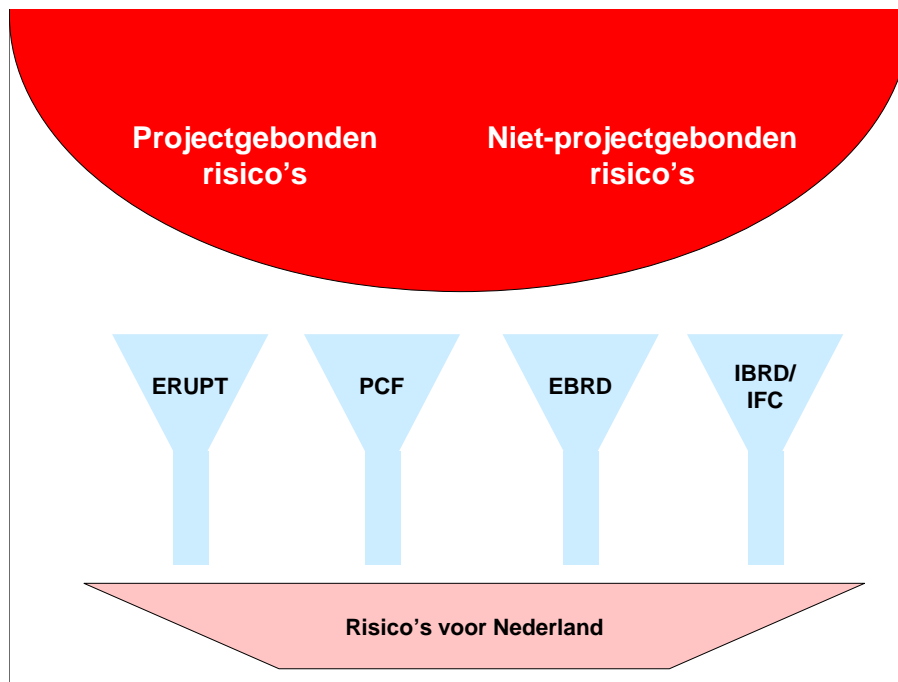 Projectgebonden
risico's
Niet-projectgebonden
risico's
ERUPT
PCF
EBRD
IBRD/
IFC
Risico's voor Nederland